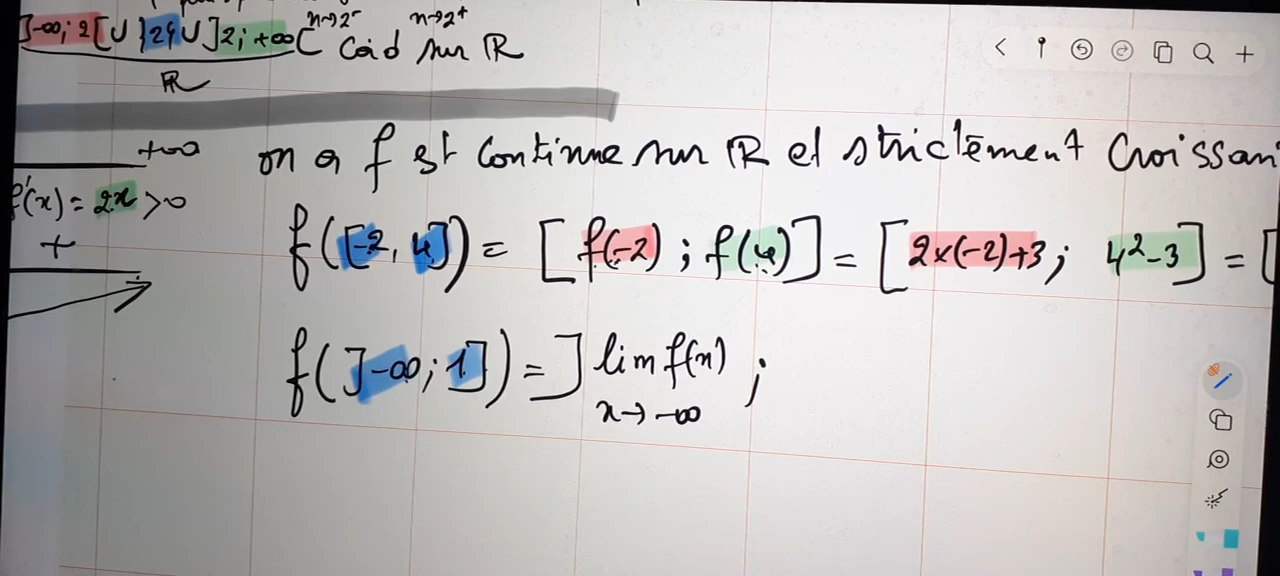 ]-∞; 2[ ∪ {2} ∪ ]2; +∞[ Càd sur ℝ
x→2⁻ x→2⁺
ℝ
+∞
f'(x) = 2x > 0
+
on a f st Continue sur ℝ et strictement Croissan
f([-2, 4]) = [f(-2) ; f(4)] = [2×(-2)+3 ; 4²-3] = [
f(]-∞; 1]) = ] lim f(x) ;
x→ -∞